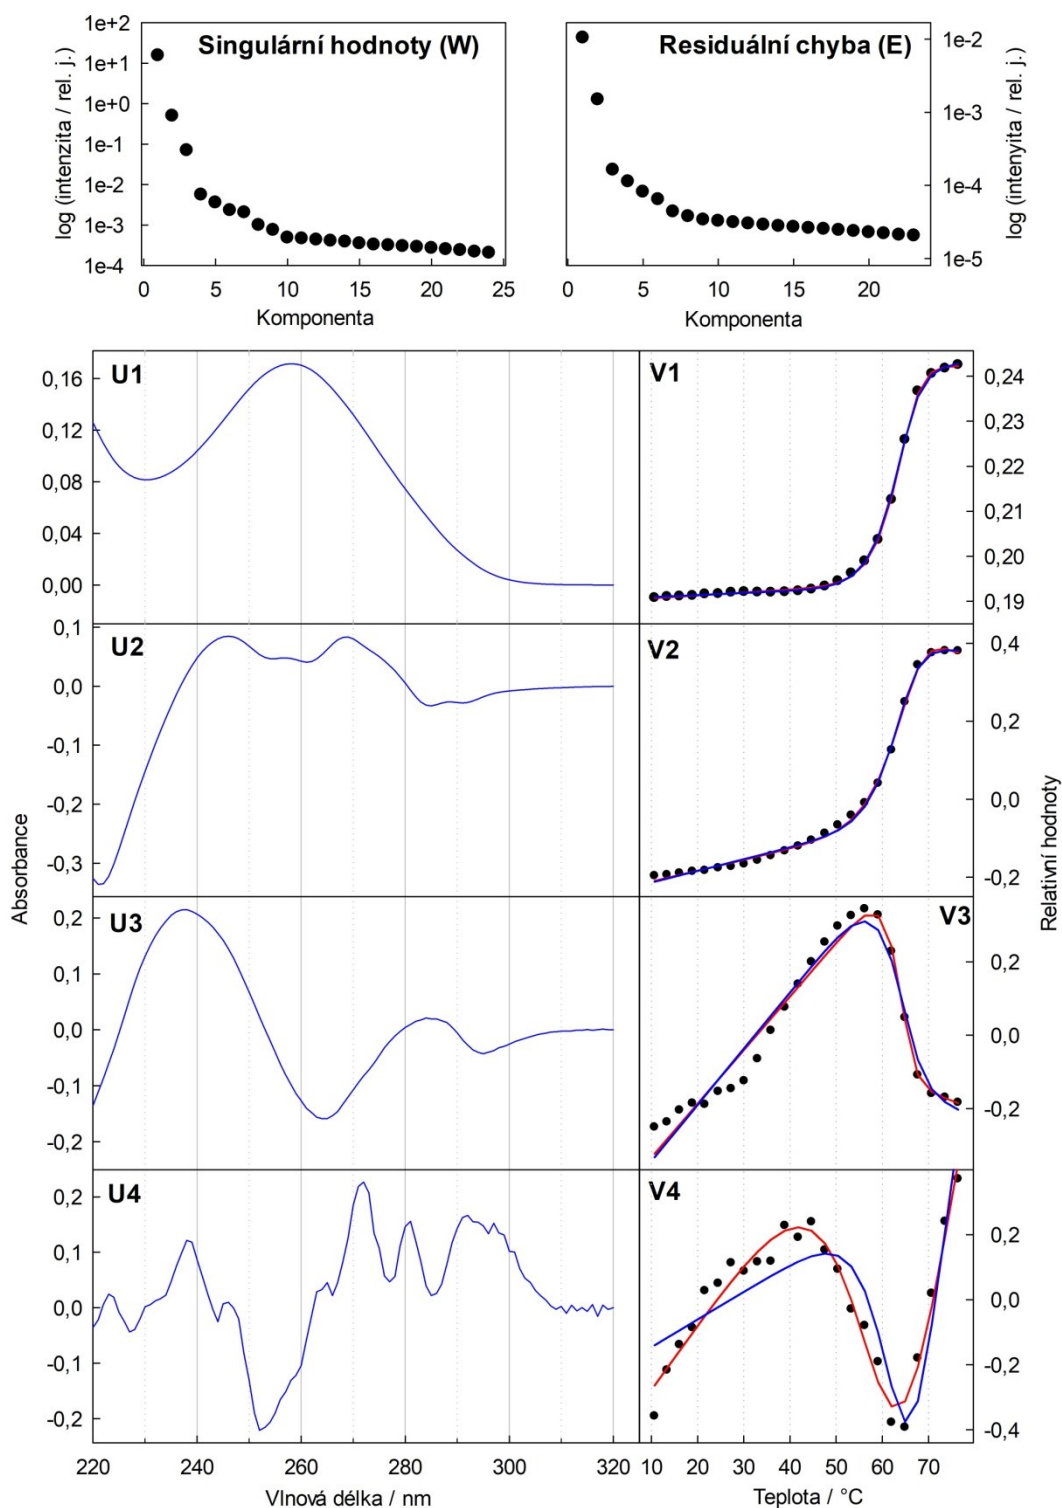 Singulární hodnoty (W)
log (intenzita / rel. j.)
1e+2
1e+1
1e+0
1e-1
1e-2
1e-3
1e-4
0 5 10 15 20 25
Komponenta
Residuální chyba (E)
1e-2
1e-3
1e-4
1e-5
log (intenyita / rel. j.)
0 5 10 15 20
Komponenta
U1
0,16
0,12
0,08
0,04
0,00
V1
0,24
0,23
0,22
0,21
0,20
0,19
U2
0,1
0,0
-0,1
-0,2
-0,3
V2
0,4
0,2
0,0
-0,2
Absorbance
Relativní hodnoty
U3
0,2
0,1
0,0
-0,1
-0,2
V3
0,2
0,0
-0,2
U4
0,2
0,1
0,0
-0,1
-0,2
V4
0,2
0,0
-0,2
-0,4
220 240 260 280 300 320
Vlnová délka / nm
10 20 30 40 50 60 70
Teplota / °C